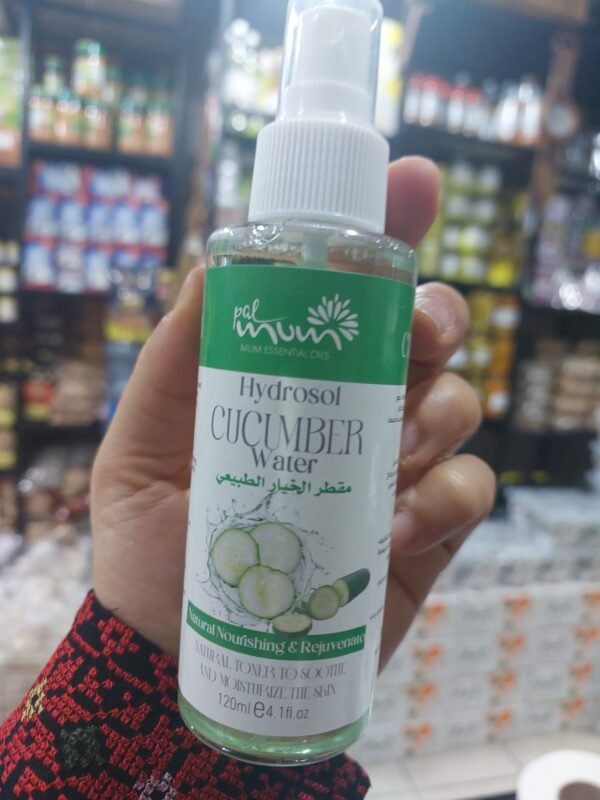 pal
mum
MUM ESSENTIAL OILS
Hydrosol
CUCUMBER
Water
مقطر الخيار الطبيعي
Natural Nourishing & Rejuvenate
NATURAL TONER TO SOOTHE
AND MOISTURIZE THE SKIN
120ml e 4.1fl.oz